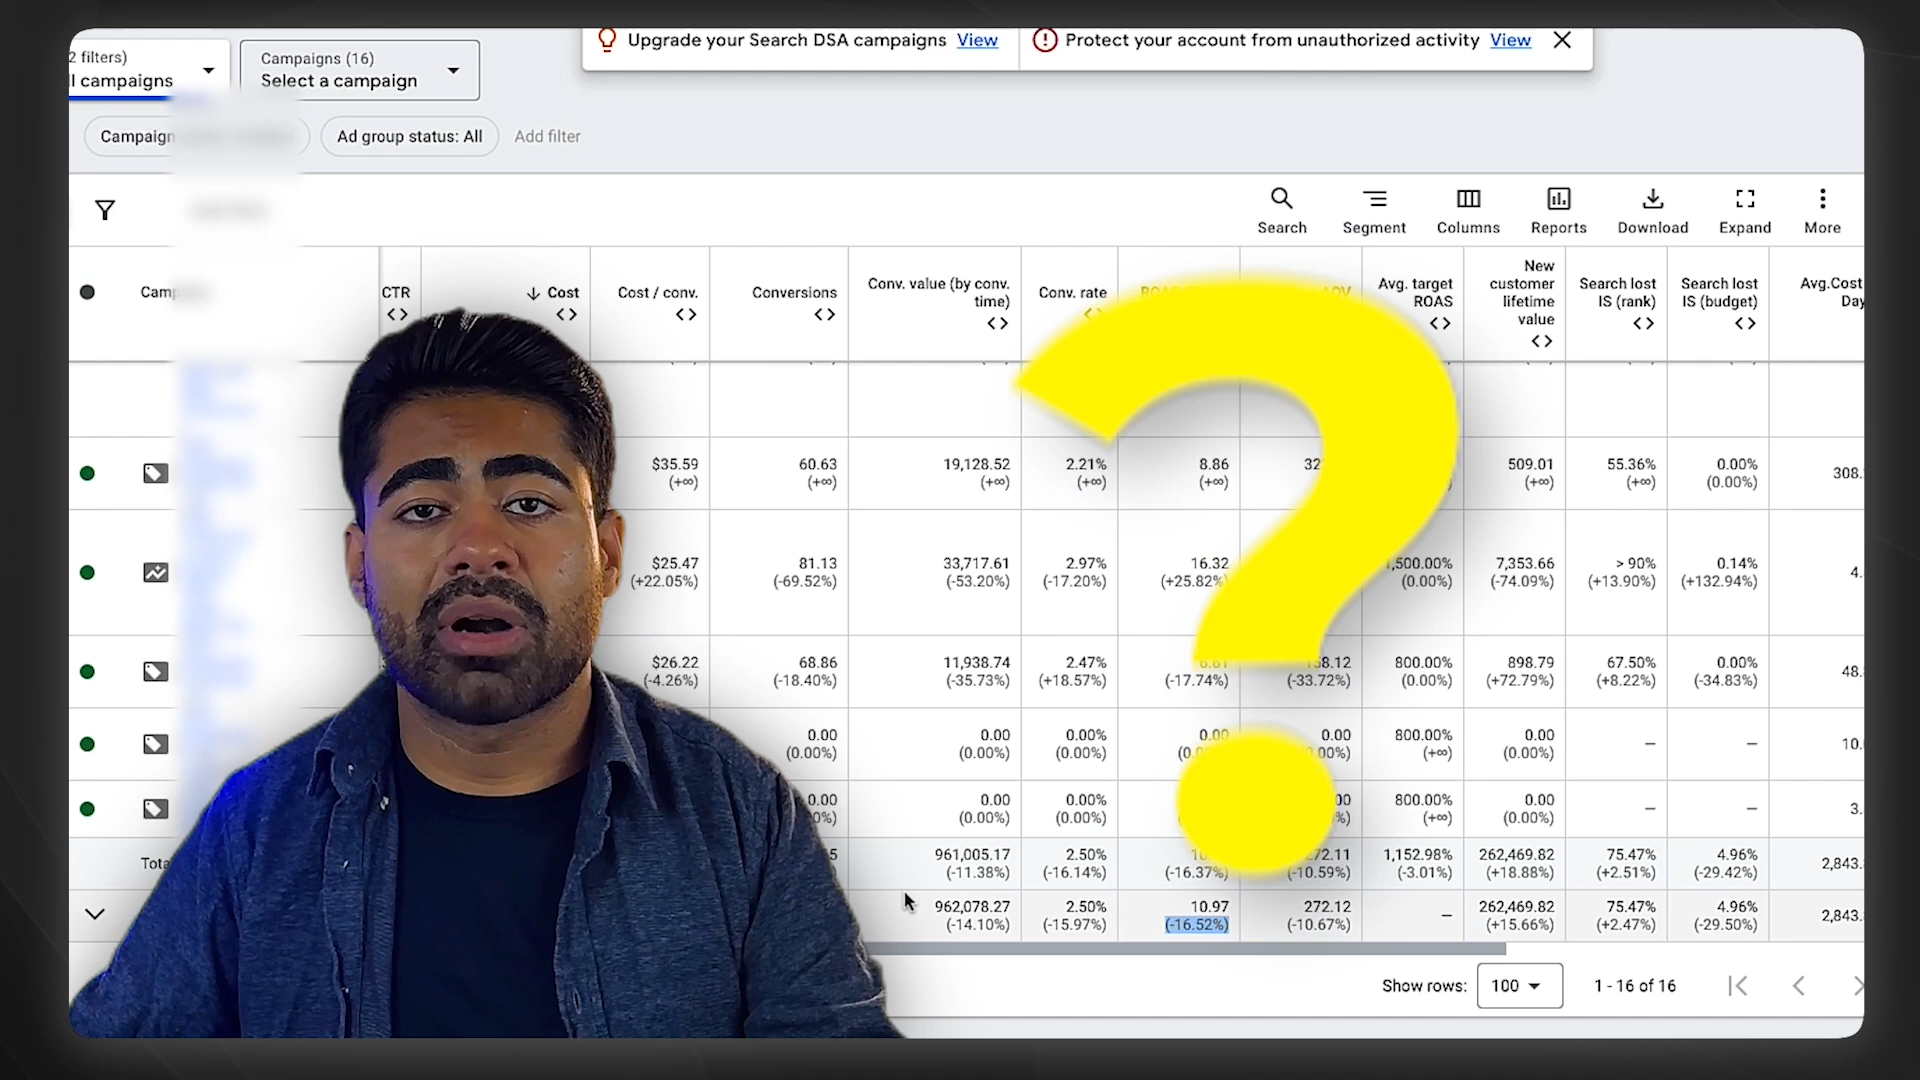 2 filters)
ll campaigns
Campaigns (16)
Select a campaign
Upgrade your Search DSA campaigns View
Protect your account from unauthorized activity View
Campaign
Ad group status: All
Add filter
Search
Segment
Columns
Reports
Download
Expand
More
Camp
CTR
Cost
Cost / conv.
Conversions
Conv. value (by conv.
time)
Conv. rate
AOV
Avg. target
ROAS
New
customer
lifetime
value
Search lost
IS (rank)
Search lost
IS (budget)
Avg.Cost
Day
$35.59 60.63 19,128.52 2.21% 8.86 509.01 55.36% 0.00% 308.
(+∞) (+∞) (+∞) (+∞) (+∞) (+∞) (+∞) (0.00%)
$25.47 81.13 33,717.61 2.97% 16.32 ,500.00% 7,353.66 > 90% 0.14% 4.
(+22.05%) (-69.52%) (-53.20%) (-17.20%) (+25.82%) (0.00%) (-74.09%) (+13.90%) (+132.94%)
$26.22 68.86 11,938.74 2.47% 800.00% 898.79 67.50% 0.00% 48.
(-4.26%) (-18.40%) (-35.73%) (+18.57%) (-17.74%) (-33.72%) (0.00%) (+72.79%) (+8.22%) (-34.83%)
0.00 0.00 0.00% 0.00 0.00 800.00% 0.00 – – 10.
(0.00%) (0.00%) (0.00%) (+∞) (0.00%)
0.00 0.00 0.00% 800.00% 0.00 – – 3.
(0.00%) (0.00%) (+∞) (0.00%)
Tota 961,005.17 2.50% 1,152.98% 262,469.82 75.47% 4.96% 2,843.
(-11.38%) (-16.14%) (-16.37%) (-10.59%) (-3.01%) (+18.88%) (+2.51%) (-29.42%)
962,078.27 2.50% 10.97 272.12 – 262,469.82 75.47% 4.96% 2,843.
(-14.10%) (-15.97%) (-16.52%) (-10.67%) (+15.66%) (+2.47%) (-29.50%)
Show rows: 100 1 - 16 of 16
?